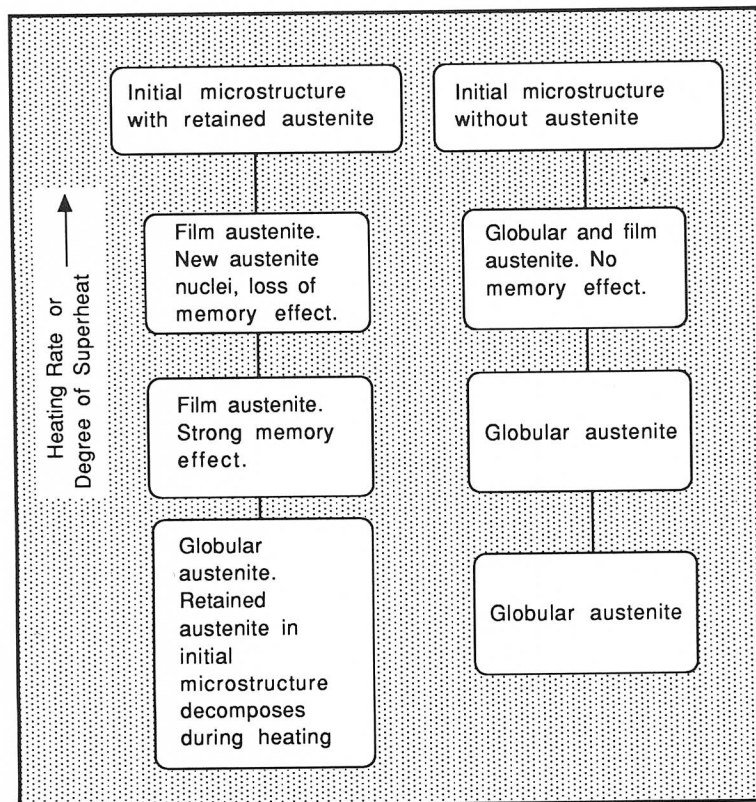 Initial microstructure
with retained austenite
Initial microstructure
without austenite
Heating Rate or
Degree of Superheat
Film austenite.
New austenite
nuclei, loss of
memory effect.
Globular and film
austenite. No
memory effect.
Film austenite.
Strong memory
effect.
Globular austenite
Globular
austenite.
Retained
austenite in
initial
microstructure
decomposes
during heating
Globular austenite